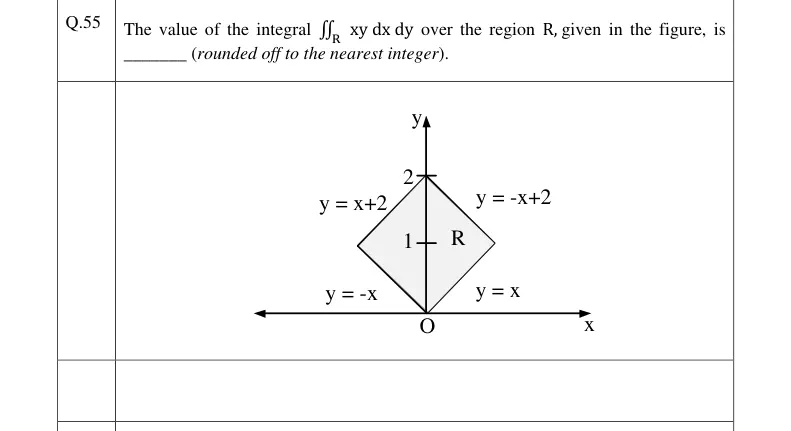 Q.55
The value of the integral ∬R xy dx dy over the region R, given in the figure, is
_______ (rounded off to the nearest integer).
y
2
y = x+2
y = -x+2
1
R
y = -x
y = x
O
x